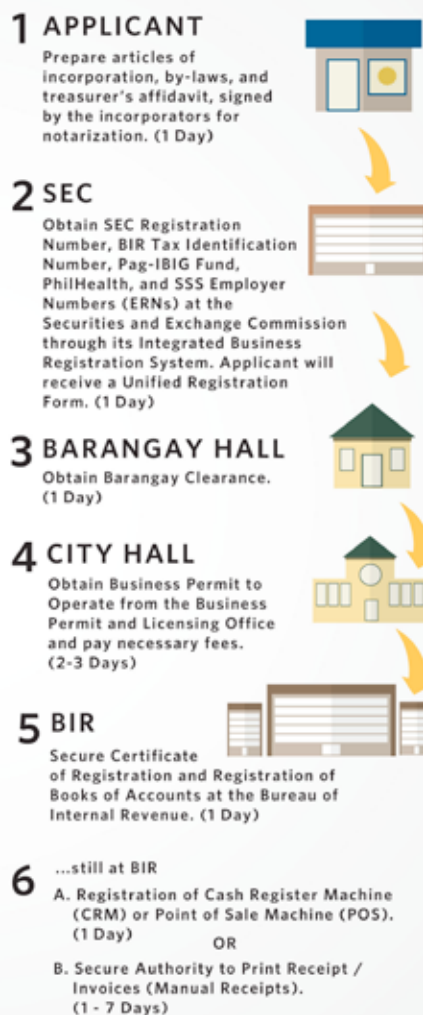 1 APPLICANT
Prepare articles of
incorporation, by-laws, and
treasurer's affidavit, signed
by the incorporators for
notarization. (1 Day)
2 SEC
Obtain SEC Registration
Number, BIR Tax Identification
Number, Pag-IBIG Fund,
PhilHealth, and SSS Employer
Numbers (ERNs) at the
Securities and Exchange Commission
through its Integrated Business
Registration System. Applicant will
receive a Unified Registration
Form. (1 Day)
3 BARANGAY HALL
Obtain Barangay Clearance.
(1 Day)
4 CITY HALL
Obtain Business Permit to
Operate from the Business
Permit and Licensing Office
and pay necessary fees.
(2-3 Days)
5 BIR
Secure Certificate
of Registration and Registration of
Books of Accounts at the Bureau of
Internal Revenue. (1 Day)
6 ...still at BIR
A. Registration of Cash Register Machine
(CRM) or Point of Sale Machine (POS).
(1 Day)
OR
B. Secure Authority to Print Receipt /
Invoices (Manual Receipts).
(1 - 7 Days)